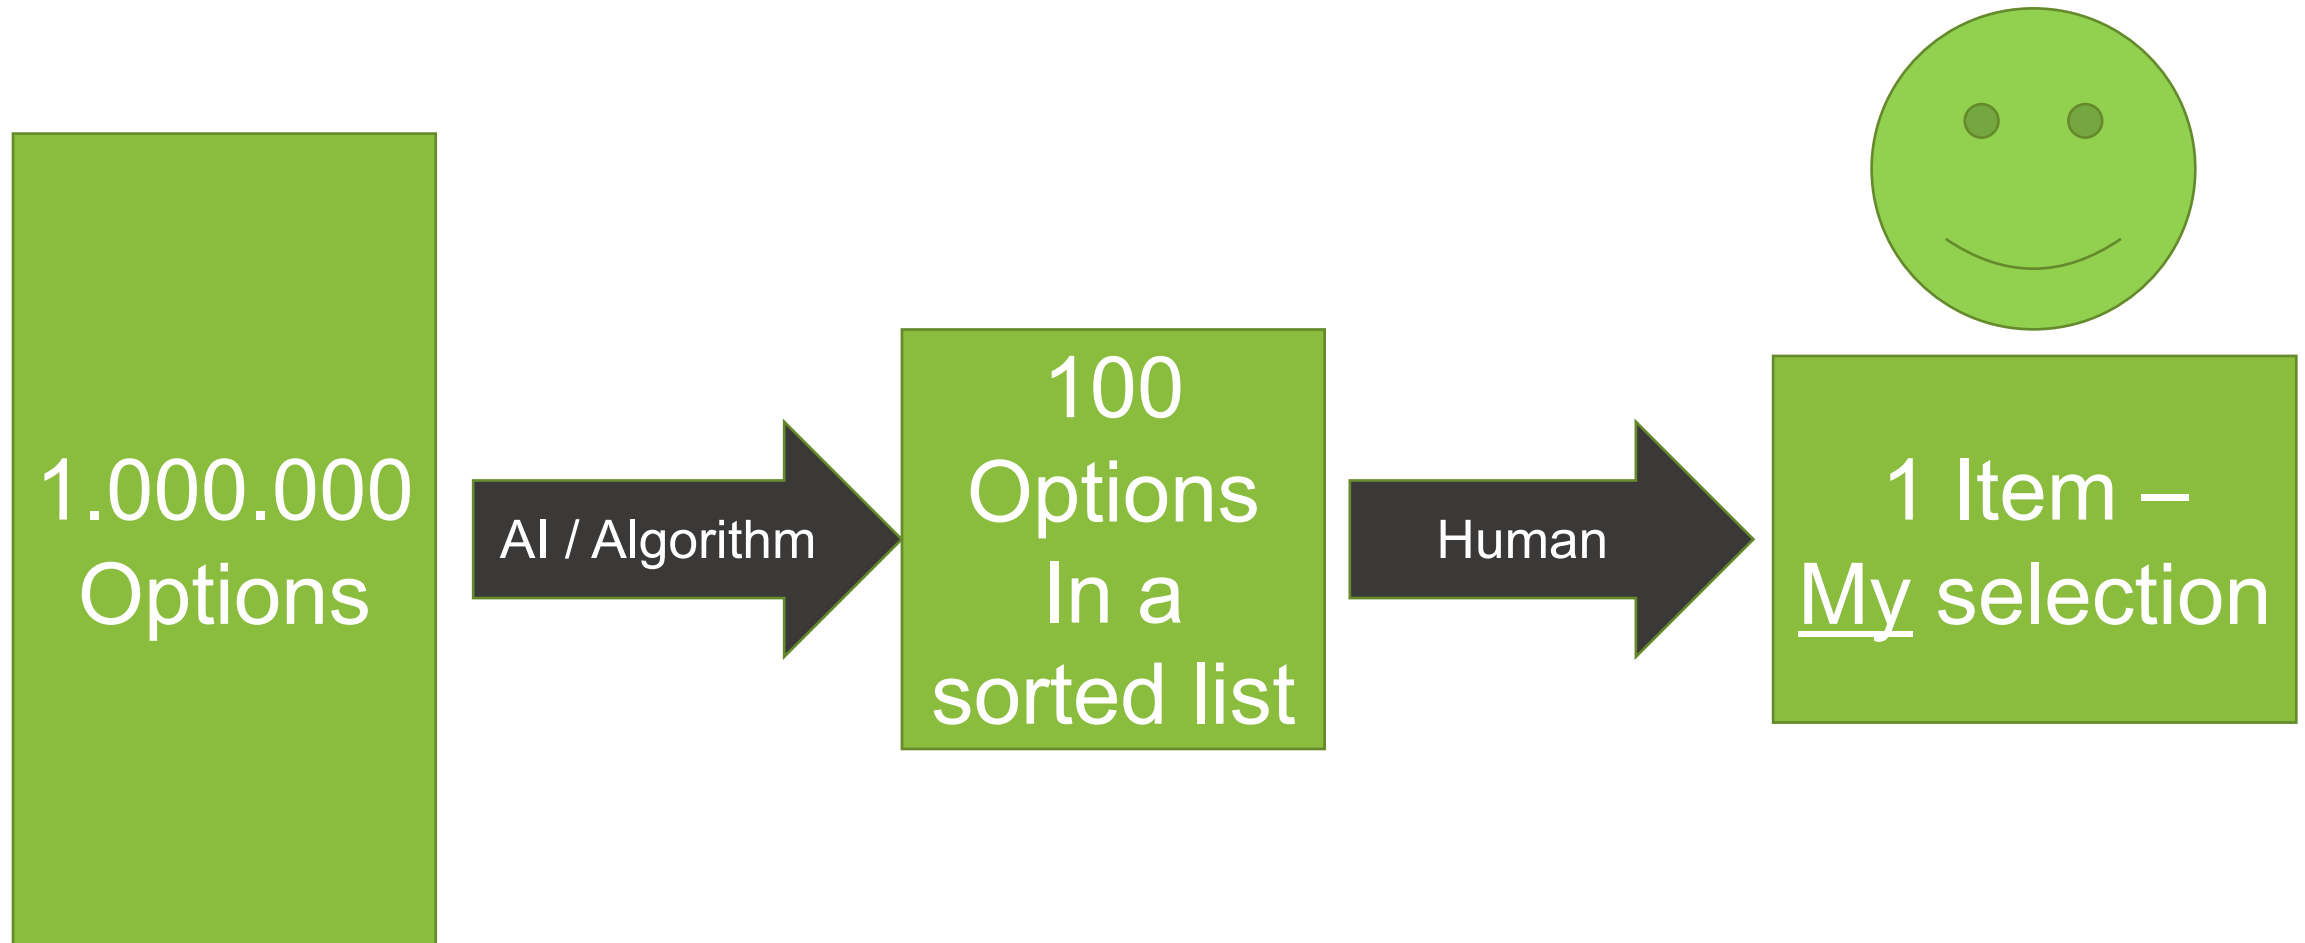 1.000.000
Options
AI / Algorithm
100
Options
In a
sorted list
Human
1 Item –
My selection